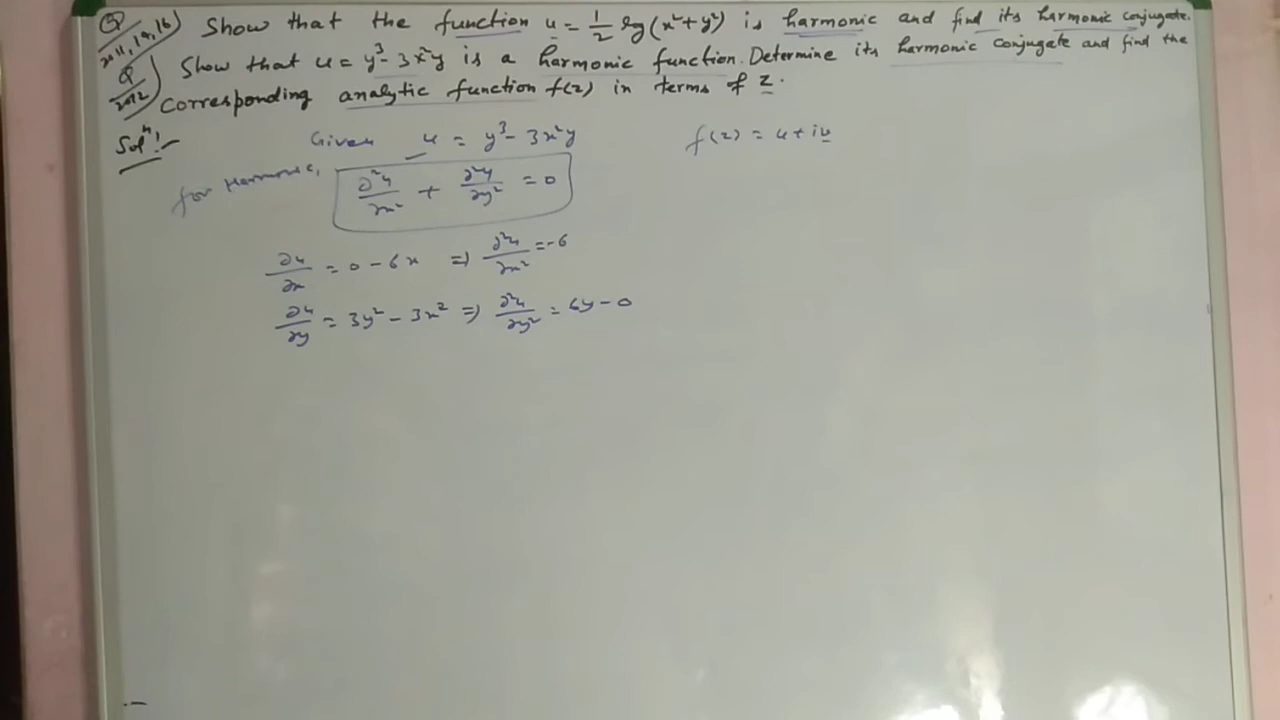 Q 2011, 14, 16) Show that the function u = 1/2 log(x²+y²) is harmonic and find its harmonic conjugate.
Q 2012) Show that u = y³-3x²y is a harmonic function. Determine its harmonic conjugate and find the
corresponding analytic function f(z) in terms of z.
Solⁿ:-
Given u = y³-3x²y f(z) = u+iv
for Harmonic, ∂²u/∂x² + ∂²u/∂y² = 0
∂u/∂x = 0-6x ⇒ ∂²u/∂x² = -6
∂u/∂y = 3y²-3x² ⇒ ∂²u/∂y² = 6y-0